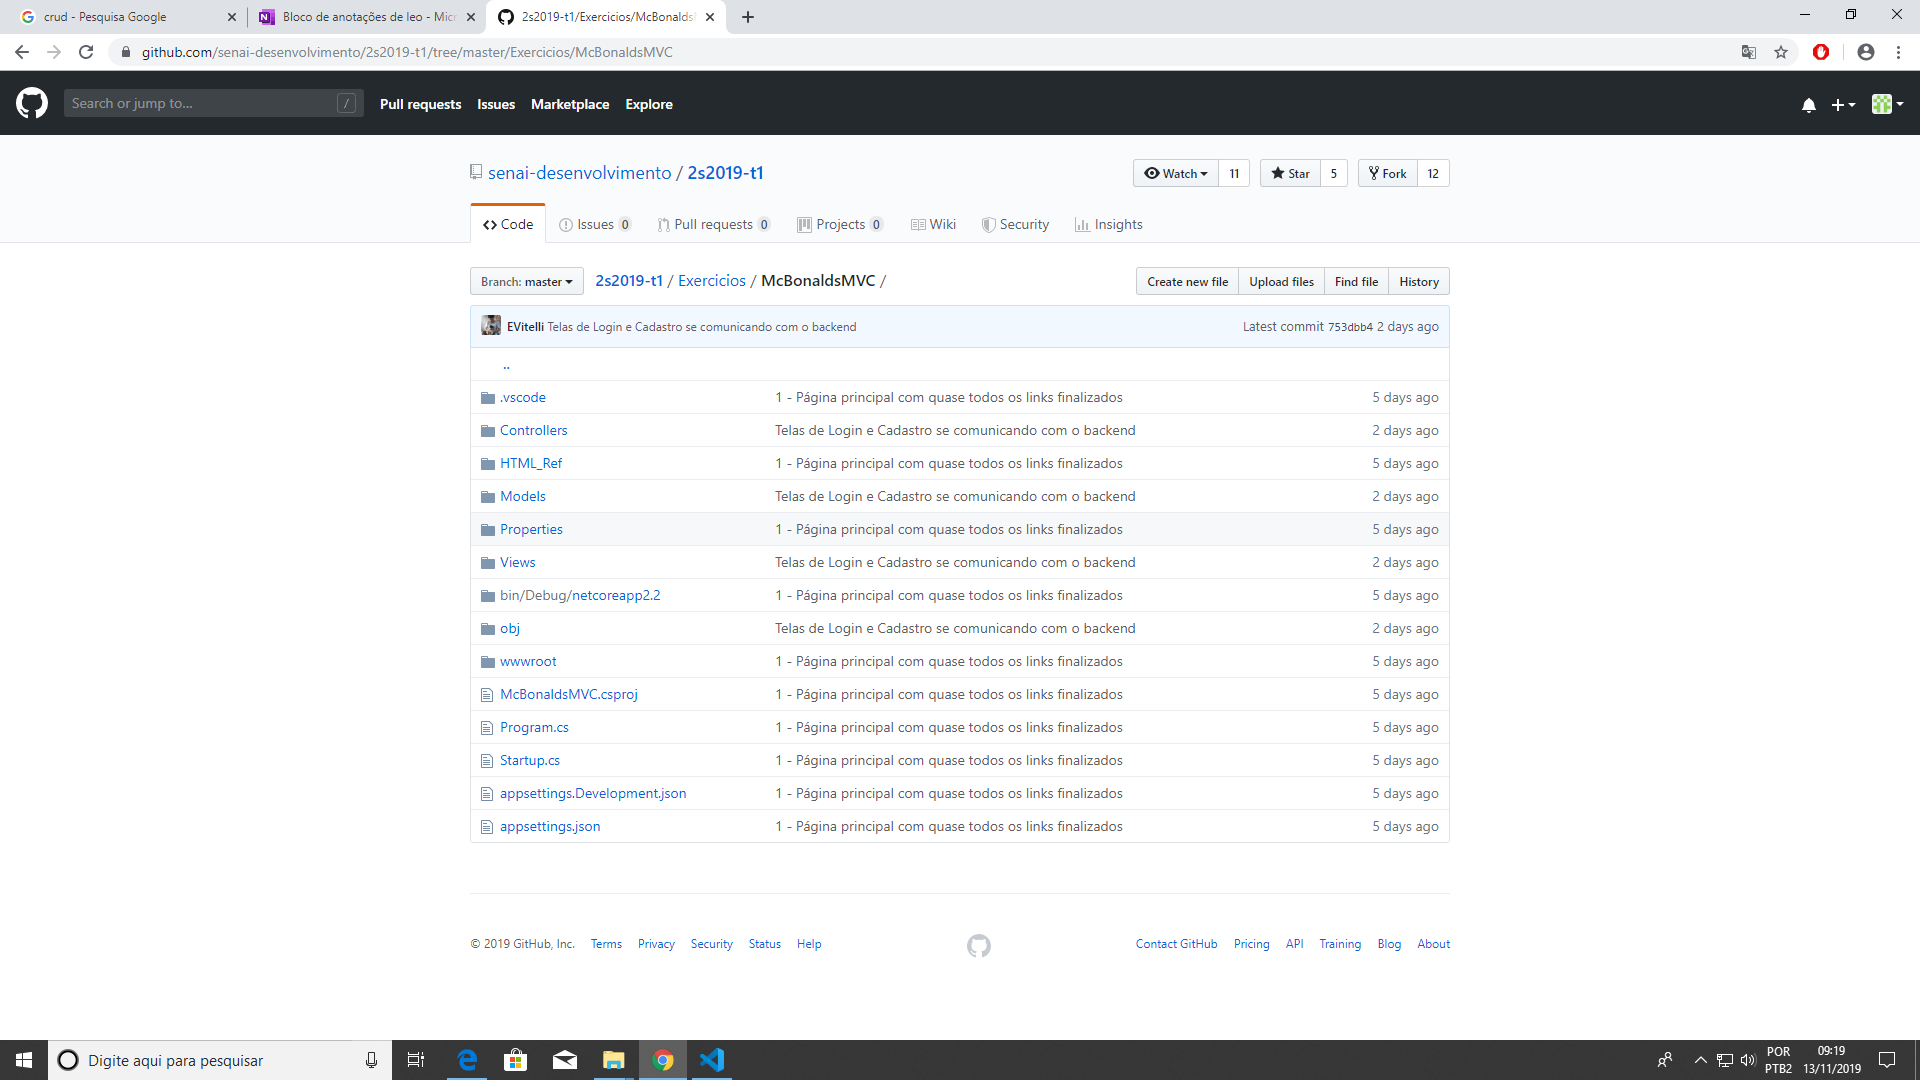 crud - Pesquisa Google
Bloco de anotações de leo - Micr
2s2019-t1/Exercicios/McBonalds
github.com/senai-desenvolvimento/2s2019-t1/tree/master/Exercicios/McBonaldsMVC
Search or jump to...
/
Pull requests
Issues
Marketplace
Explore
senai-desenvolvimento / 2s2019-t1
Watch 11
Star 5
Fork 12
Code
Issues 0
Pull requests 0
Projects 0
Wiki
Security
Insights
Branch: master
2s2019-t1 / Exercicios / McBonaldsMVC /
Create new file
Upload files
Find file
History
EVitelli Telas de Login e Cadastro se comunicando com o backend
Latest commit 753dbb4 2 days ago
..
.vscode 1 - Página principal com quase todos os links finalizados 5 days ago
Controllers Telas de Login e Cadastro se comunicando com o backend 2 days ago
HTML_Ref 1 - Página principal com quase todos os links finalizados 5 days ago
Models Telas de Login e Cadastro se comunicando com o backend 2 days ago
Properties 1 - Página principal com quase todos os links finalizados 5 days ago
Views Telas de Login e Cadastro se comunicando com o backend 2 days ago
bin/Debug/netcoreapp2.2 1 - Página principal com quase todos os links finalizados 5 days ago
obj Telas de Login e Cadastro se comunicando com o backend 2 days ago
wwwroot 1 - Página principal com quase todos os links finalizados 5 days ago
McBonaldsMVC.csproj 1 - Página principal com quase todos os links finalizados 5 days ago
Program.cs 1 - Página principal com quase todos os links finalizados 5 days ago
Startup.cs 1 - Página principal com quase todos os links finalizados 5 days ago
appsettings.Development.json 1 - Página principal com quase todos os links finalizados 5 days ago
appsettings.json 1 - Página principal com quase todos os links finalizados 5 days ago
© 2019 GitHub, Inc. Terms Privacy Security Status Help
Contact GitHub Pricing API Training Blog About
Digite aqui para pesquisar
POR
PTB2
09:19
13/11/2019